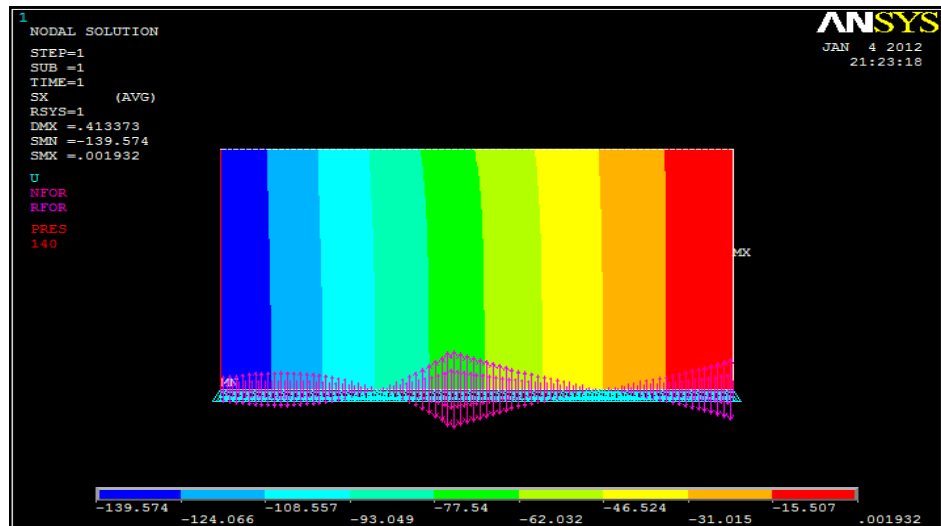 1
NODAL SOLUTION
STEP=1
SUB =1
TIME=1
SX (AVG)
RSYS=1
DMX =.413373
SMN =-139.574
SMX =.001932
U
NFOR
RFOR
PRES
140
ANSYS
JAN 4 2012
21:23:18
MX
MN
-139.574 -108.557 -77.54 -46.524 -15.507
-124.066 -93.049 -62.032 -31.015 .001932